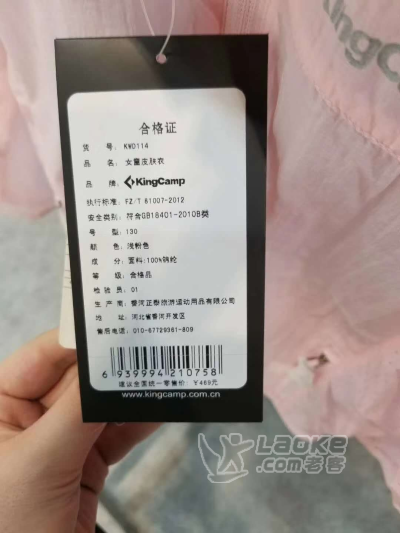 KingCamp
合格证
货 号: KWD114
品 名: 女童皮肤衣
品 牌: KingCamp
执行标准: FZ/T 81007-2012
安全类别: 符合GB18401-2010B类
号 型: 130
颜 色: 浅粉色
成 分: 面料:100%锦纶
等 级: 合格品
检 验 员: 01
生 产 商: 香河正泰旅游运动用品有限公司
地 址: 河北省香河开发区
售后电话: 010-67729361-809
6 939994 210758
建议全国统一零售价: ¥469元
www.kingcamp.com.cn
Laoke
.com老客